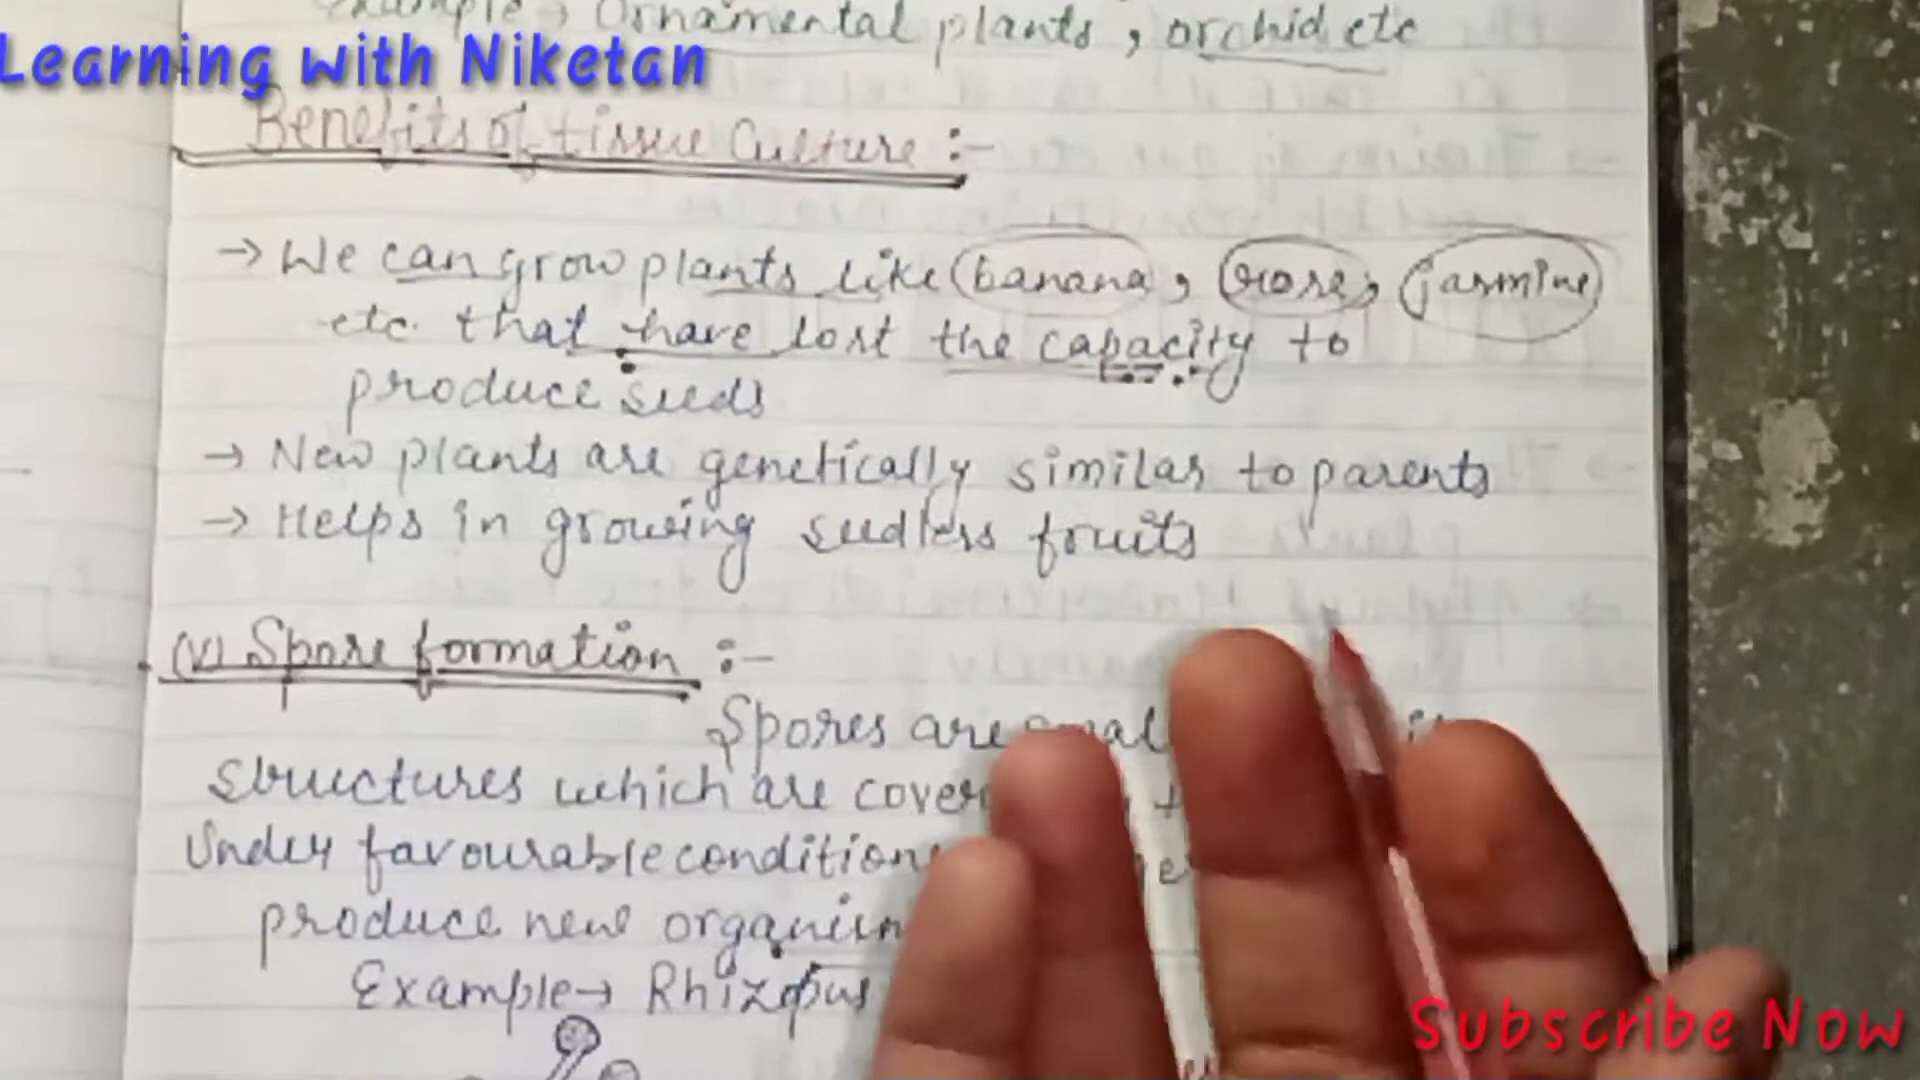 Example → Ornamental plants, orchid etc
Learning with Niketan
Benefits of tissue Culture :-
→ We can grow plants like banana, rose, jasmine
etc. that have lost the capacity to
produce seeds
→ New plants are genetically similar to parents
→ Helps in growing seedless fruits
(v) Spore formation :-
Spores are
structures which are
Under favourable conditions
produce new organism
Example → Rhizopus
Subscribe Now